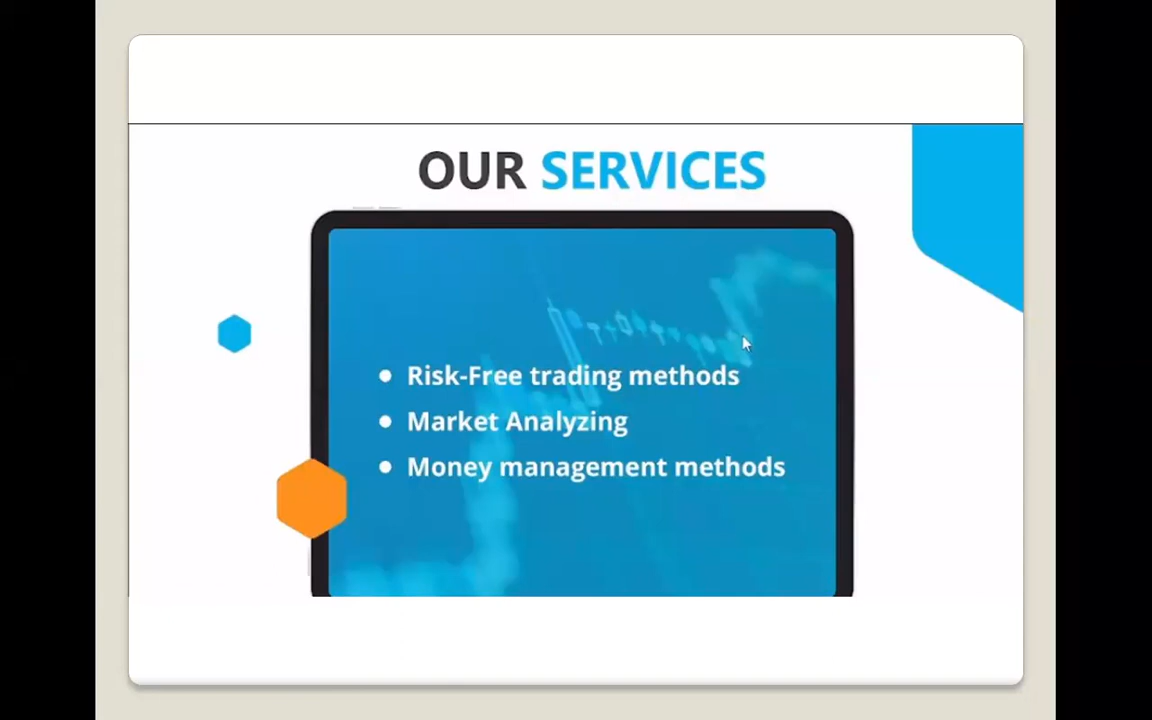 OUR SERVICES
Risk-Free trading methods
Market Analyzing
Money management methods